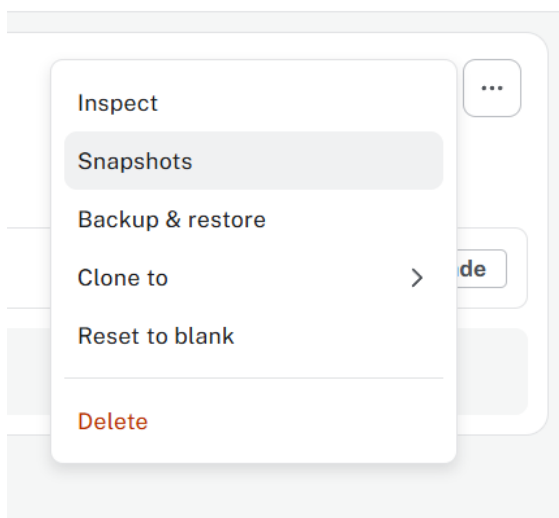 Inspect
Snapshots
Backup & restore
Clone to
Reset to blank
Delete